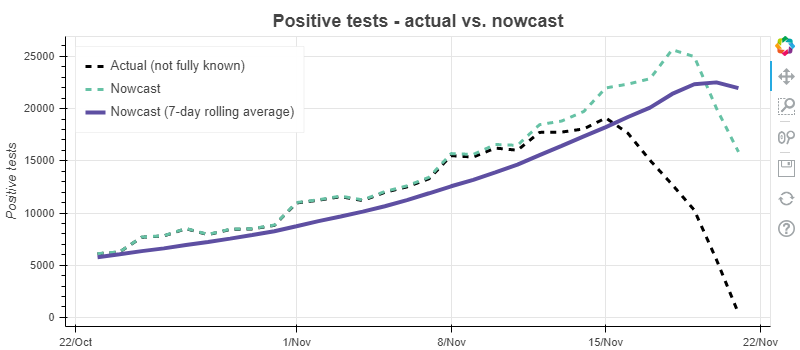 Positive tests - actual vs. nowcast
Actual (not fully known)
Nowcast
Nowcast (7-day rolling average)
Positive tests
25000
20000
15000
10000
5000
0
22/Oct
1/Nov
8/Nov
15/Nov
22/Nov